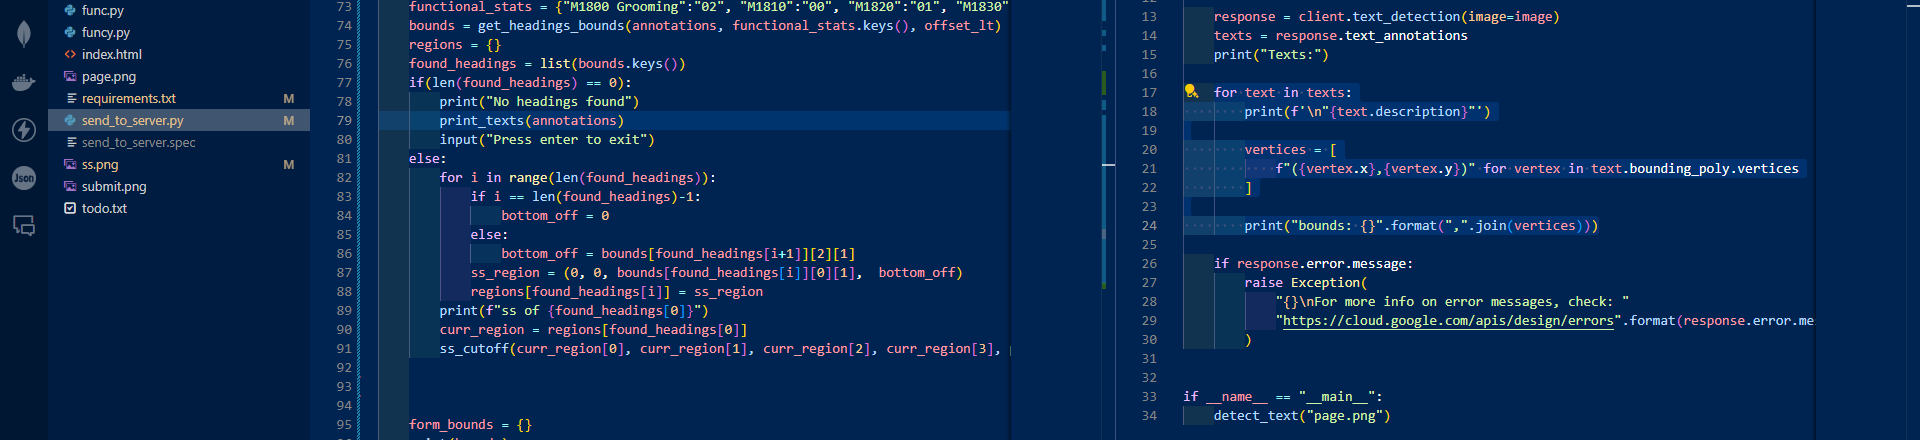 func.py
funcy.py
index.html
page.png
requirements.txt M
send_to_server.py M
send_to_server.spec
ss.png M
submit.png
todo.txt
Json
73 functional_stats = {"M1800 Grooming":"02", "M1810":"00", "M1820":"01", "M1830"
74 bounds = get_headings_bounds(annotations, functional_stats.keys(), offset_lt)
75 regions = {}
76 found_headings = list(bounds.keys())
77 if(len(found_headings) == 0):
78 print("No headings found")
79 print_texts(annotations)
80 input("Press enter to exit")
81 else:
82 for i in range(len(found_headings)):
83 if i == len(found_headings)-1:
84 bottom_off = 0
85 else:
86 bottom_off = bounds[found_headings[i+1]][2][1]
87 ss_region = (0, 0, bounds[found_headings[i]][0][1],  bottom_off)
88 regions[found_headings[i]] = ss_region
89 print(f"ss of {found_headings[0]}")
90 curr_region = regions[found_headings[0]]
91 ss_cutoff(curr_region[0], curr_region[1], curr_region[2], curr_region[3],
92
93
94
95 form_bounds = {}
13 response = client.text_detection(image=image)
14 texts = response.text_annotations
15 print("Texts:")
16
17 for text in texts:
18 print(f'\n"{text.description}"')
19
20 vertices = [
21 f"({vertex.x},{vertex.y})" for vertex in text.bounding_poly.vertices
22 ]
23
24 print("bounds: {}".format(",".join(vertices)))
25
26 if response.error.message:
27 raise Exception(
28 "{}\nFor more info on error messages, check: "
29 "https://cloud.google.com/apis/design/errors".format(response.error.me
30 )
31
32
33 if __name__ == "__main__":
34 detect_text("page.png")